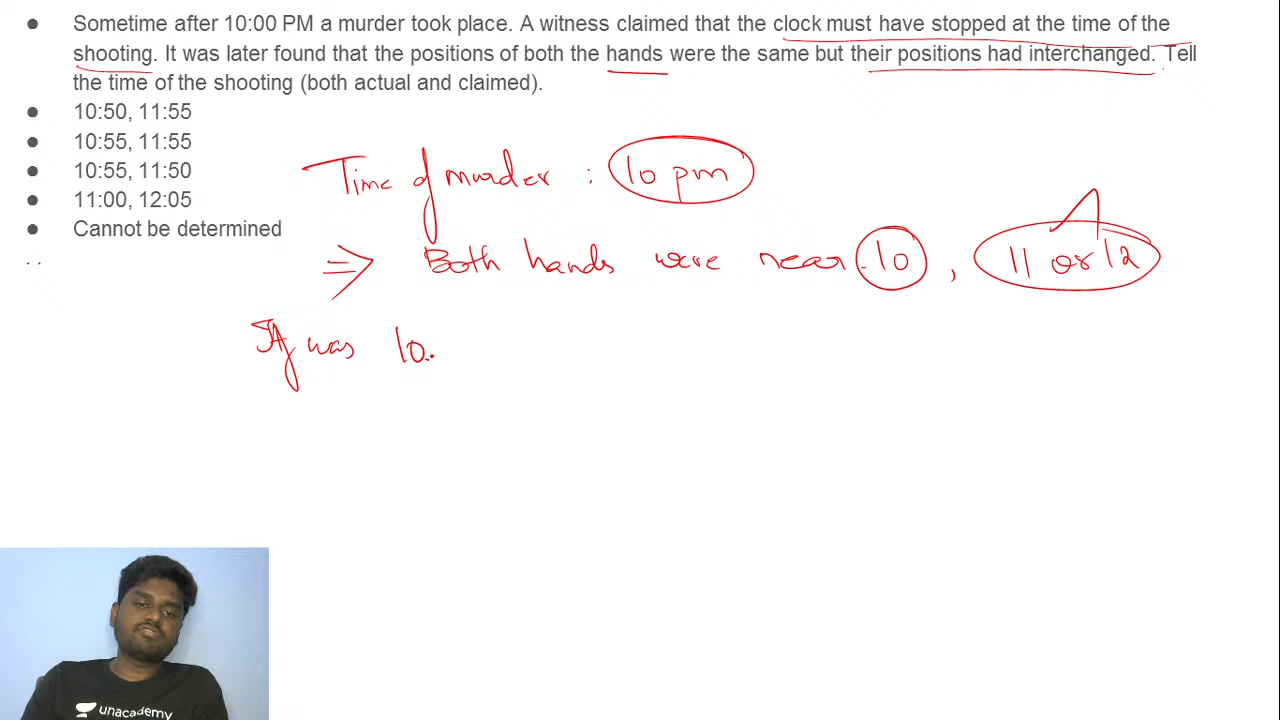 ● Sometime after 10:00 PM a murder took place. A witness claimed that the clock must have stopped at the time of the
shooting. It was later found that the positions of both the hands were the same but their positions had interchanged. Tell
the time of the shooting (both actual and claimed).
● 10:50, 11:55
● 10:55, 11:55
● 10:55, 11:50
● 11:00, 12:05
● Cannot be determined
Time of murder : 10 pm
⇒ Both hands were near 10, 11 or 12
If was 10.
unacademy